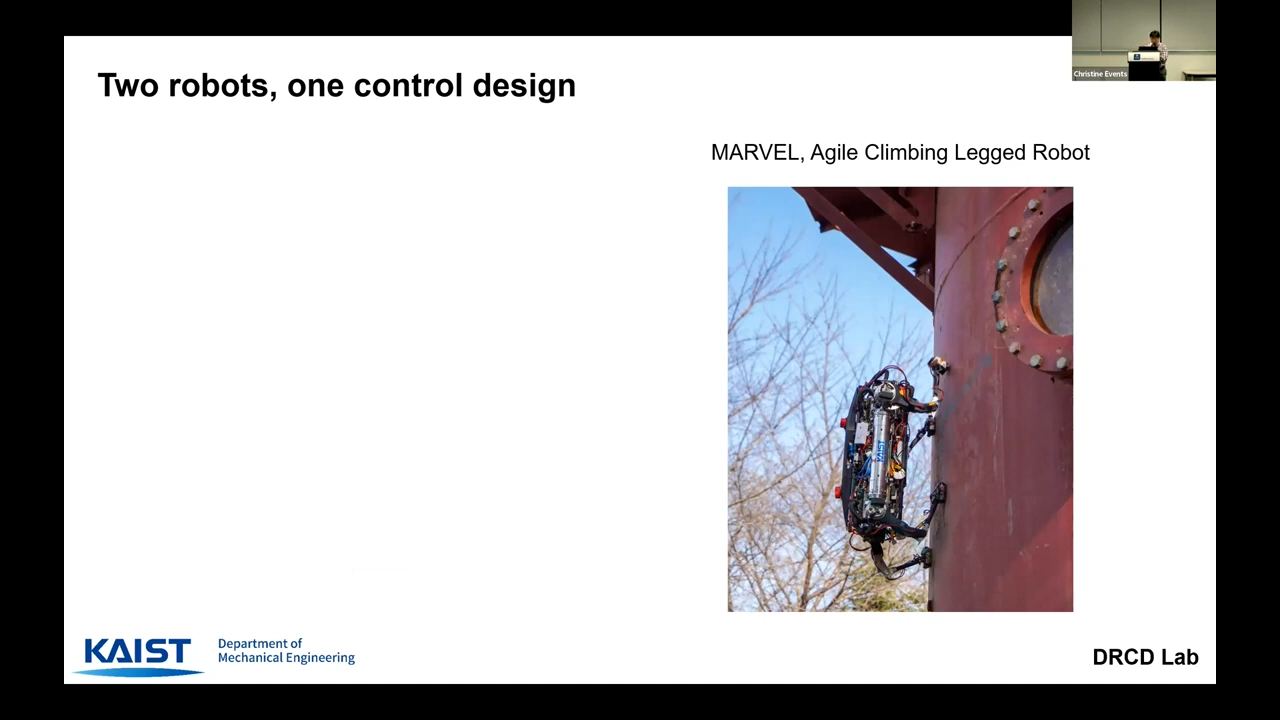 Two robots, one control design
Christine Events
MARVEL, Agile Climbing Legged Robot
KAIST
KAIST
Department of
Mechanical Engineering
DRCD Lab